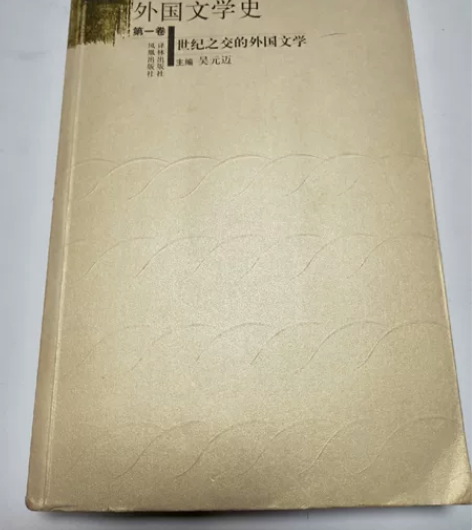 外国文学史
第一卷
世纪之交的外国文学
主编 吴元迈
译林出版社
凤凰出版社